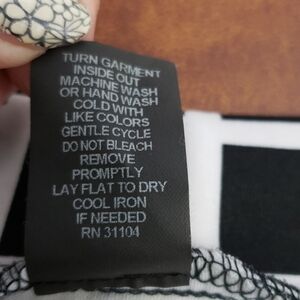 TURN GARMENT
INSIDE OUT
MACHINE WASH
OR HAND WASH
COLD WITH
LIKE COLORS
GENTLE CYCLE
DO NOT BLEACH
REMOVE
PROMPTLY
LAY FLAT TO DRY
COOL IRON
IF NEEDED
RN 31104